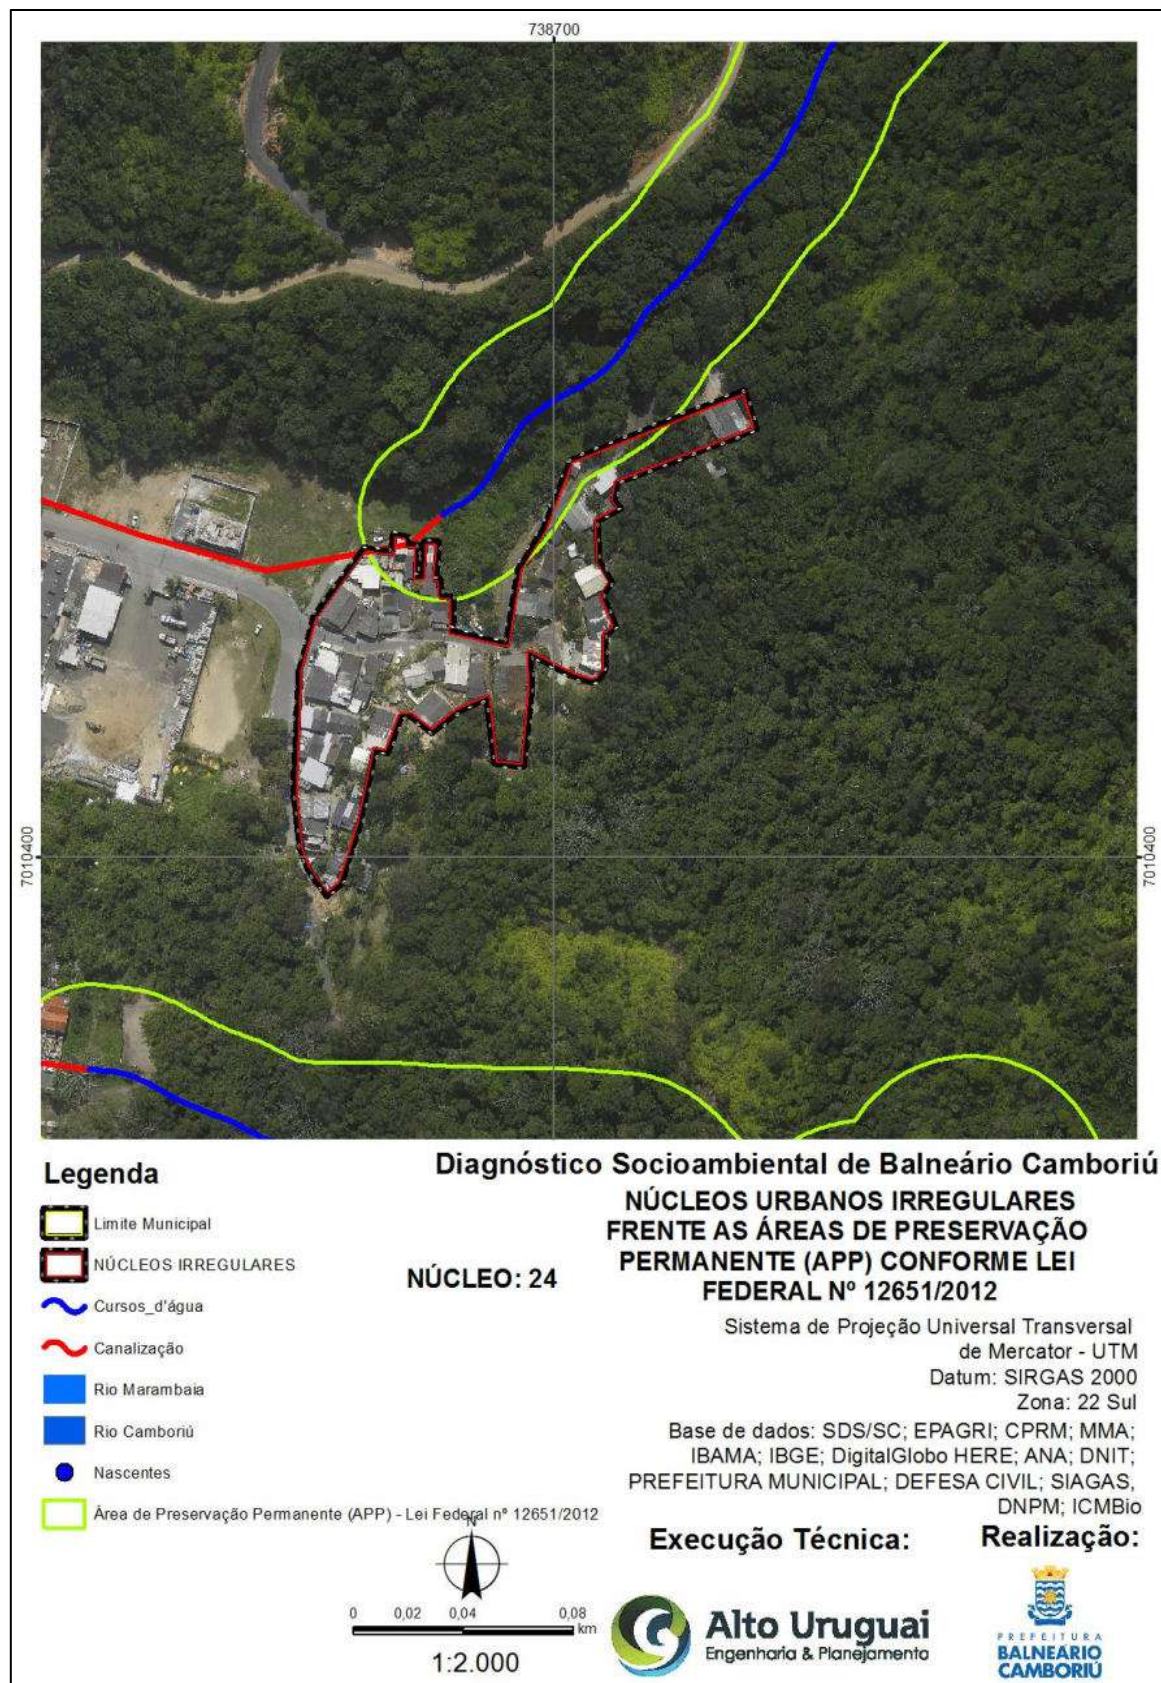 738700
7010400
7010400
Diagnóstico Socioambiental de Balneário Camboriú
Legenda
Limite Municipal
NÚCLEOS IRREGULARES
Cursos_d'água
Canalização
Rio Marambaia
Rio Camboriú
Nascentes
Área de Preservação Permanente (APP) - Lei Federal nº 12651/2012
NÚCLEO: 24
NÚCLEOS URBANOS IRREGULARES
FRENTE AS ÁREAS DE PRESERVAÇÃO
PERMANENTE (APP) CONFORME LEI
FEDERAL Nº 12651/2012
Sistema de Projeção Universal Transversal
de Mercator - UTM
Datum: SIRGAS 2000
Zona: 22 Sul
Base de dados: SDS/SC; EPAGRI; CPRM; MMA;
IBAMA; IBGE; DigitalGlobo HERE; ANA; DNIT;
PREFEITURA MUNICIPAL; DEFESA CIVIL; SIAGAS,
DNPM; ICMBio
N
0 0,02 0,04 0,08
km
1:2.000
Execução Técnica:
Alto Uruguai
Engenharia & Planejamento
Realização:
PREFEITURA
BALNEÁRIO
CAMBORIÚ